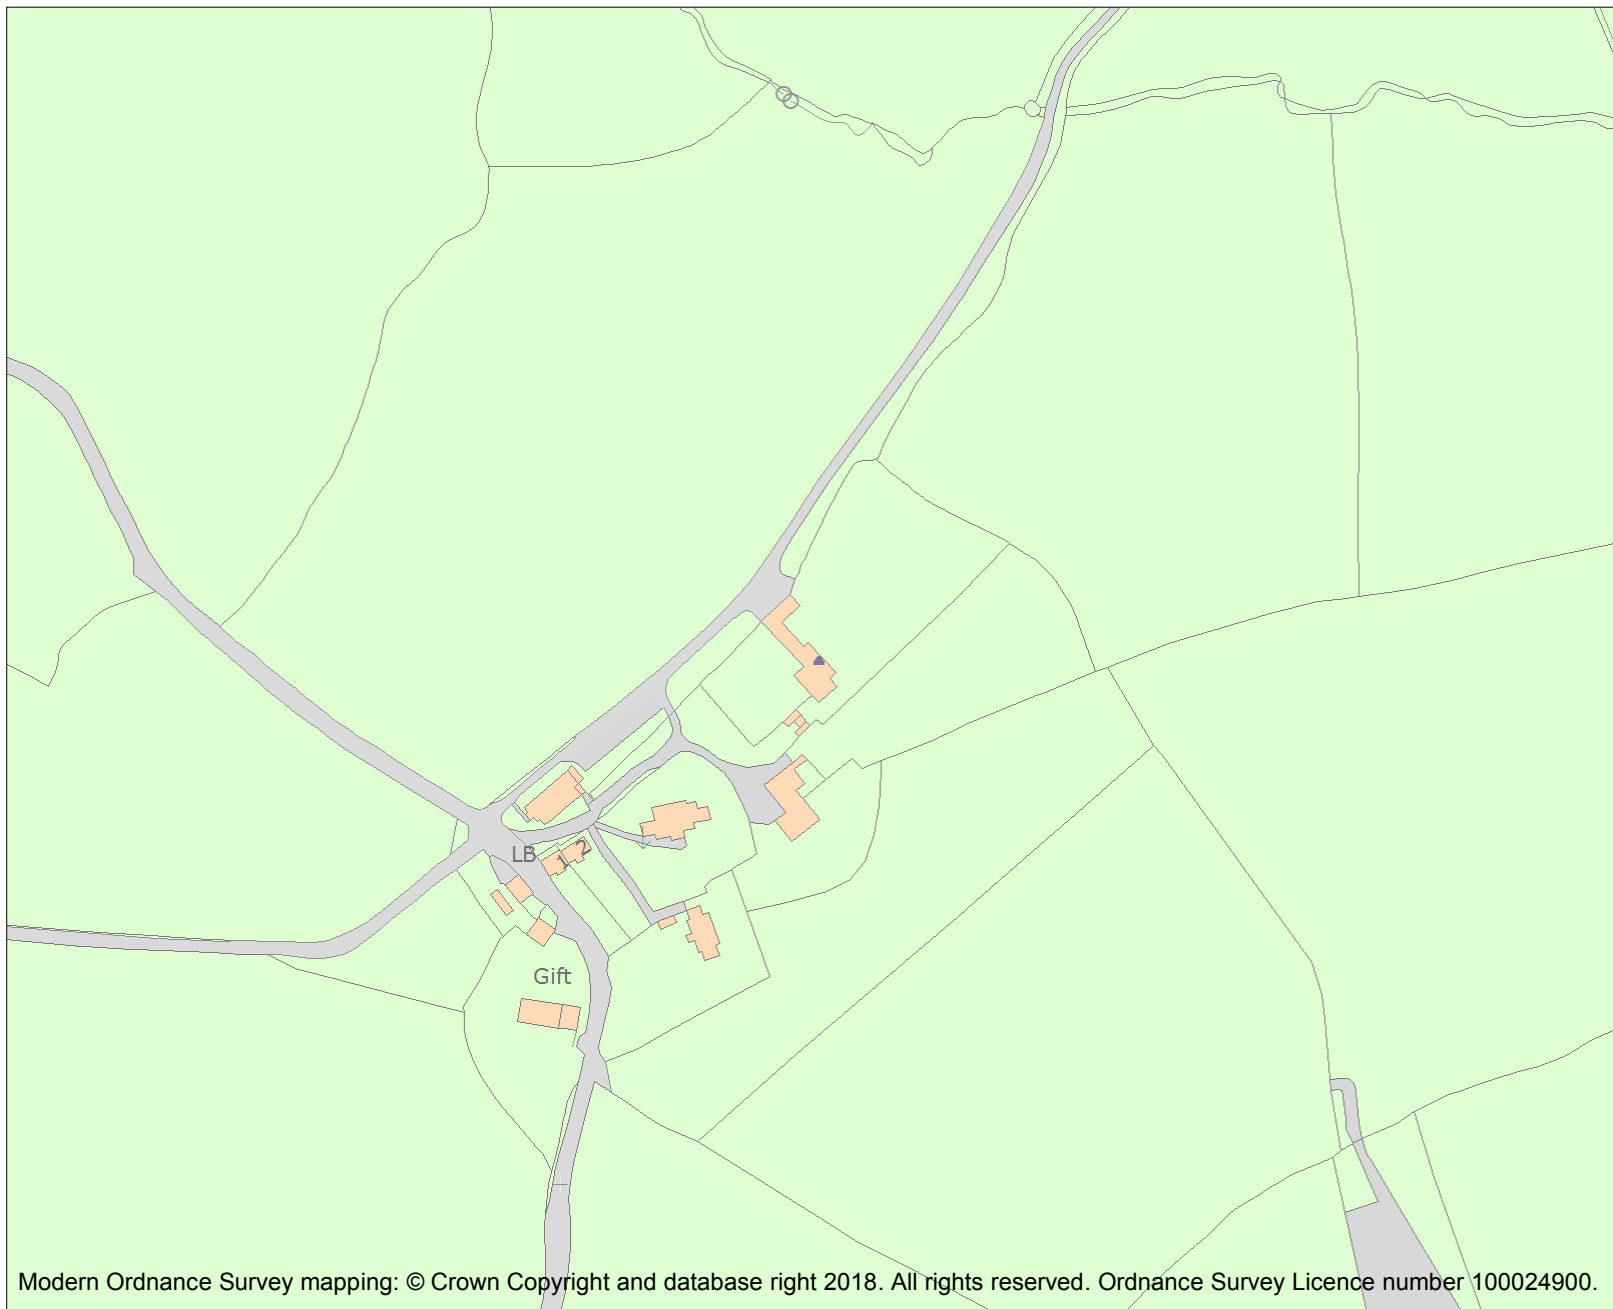 LB
1
2
Gift
Modern Ordnance Survey mapping: © Crown Copyright and database right 2018. All rights reserved. Ordnance Survey Licence number 100024900.